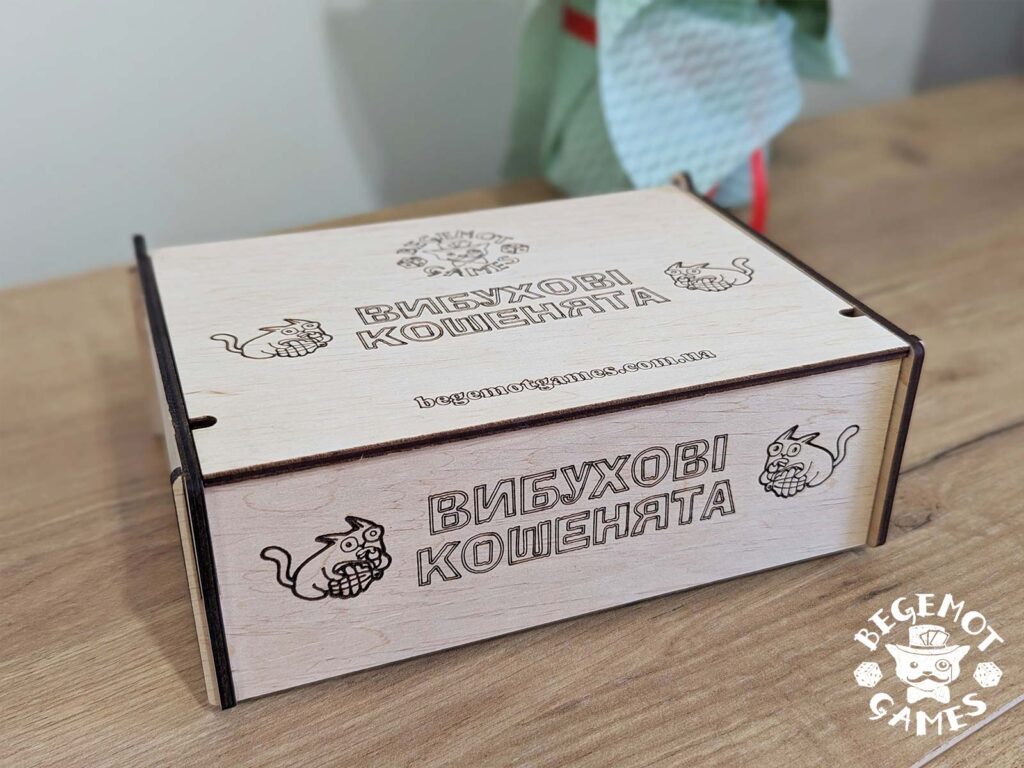 BEGEMOT
GAMES
ВИБУХОВІ
КОШЕНЯТА
begemotgames.com.ua
ВИБУХОВІ
КОШЕНЯТА
BEGEMOT
GAMES